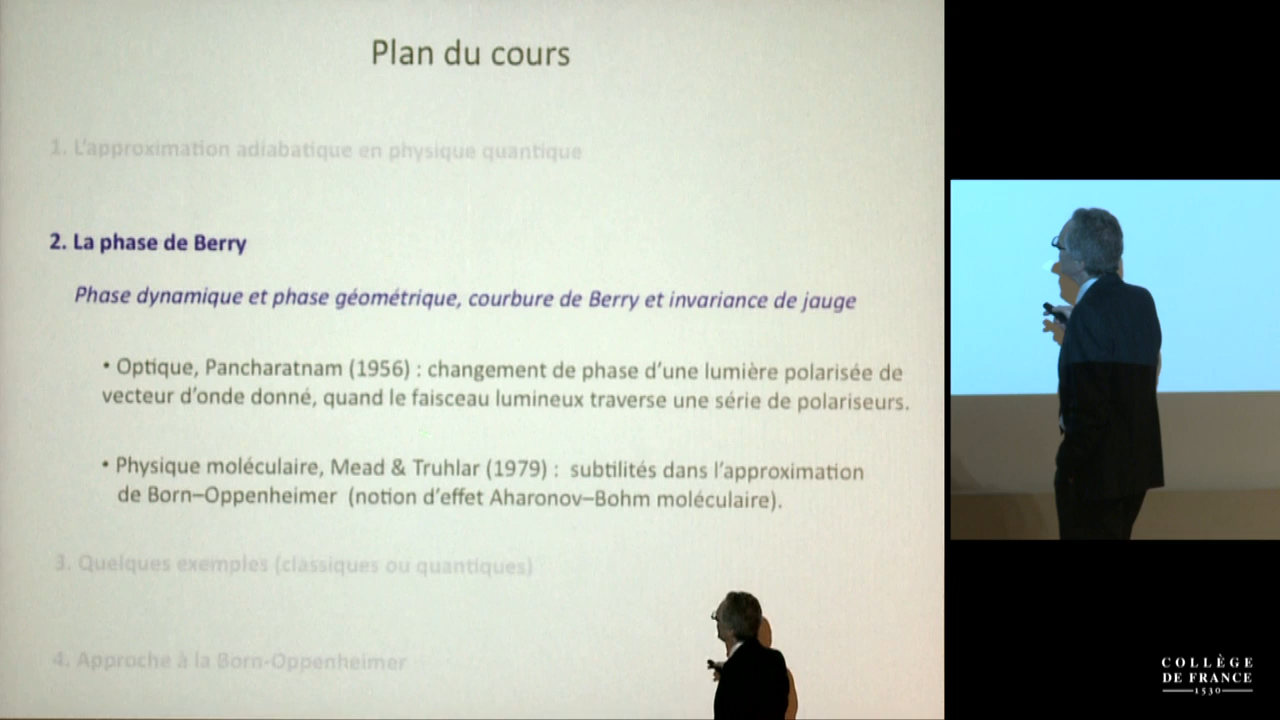 Plan du cours
1. L'approximation adiabatique en physique quantique
2. La phase de Berry
Phase dynamique et phase géométrique, courbure de Berry et invariance de jauge
• Optique, Pancharatnam (1956) : changement de phase d'une lumière polarisée de
vecteur d'onde donné, quand le faisceau lumineux traverse une série de polariseurs.
• Physique moléculaire, Mead & Truhlar (1979) : subtilités dans l'approximation
de Born–Oppenheimer (notion d'effet Aharonov–Bohm moléculaire).
3. Quelques exemples (classiques ou quantiques)
4. Approche à la Born-Oppenheimer
COLLÈGE
DE FRANCE
1530